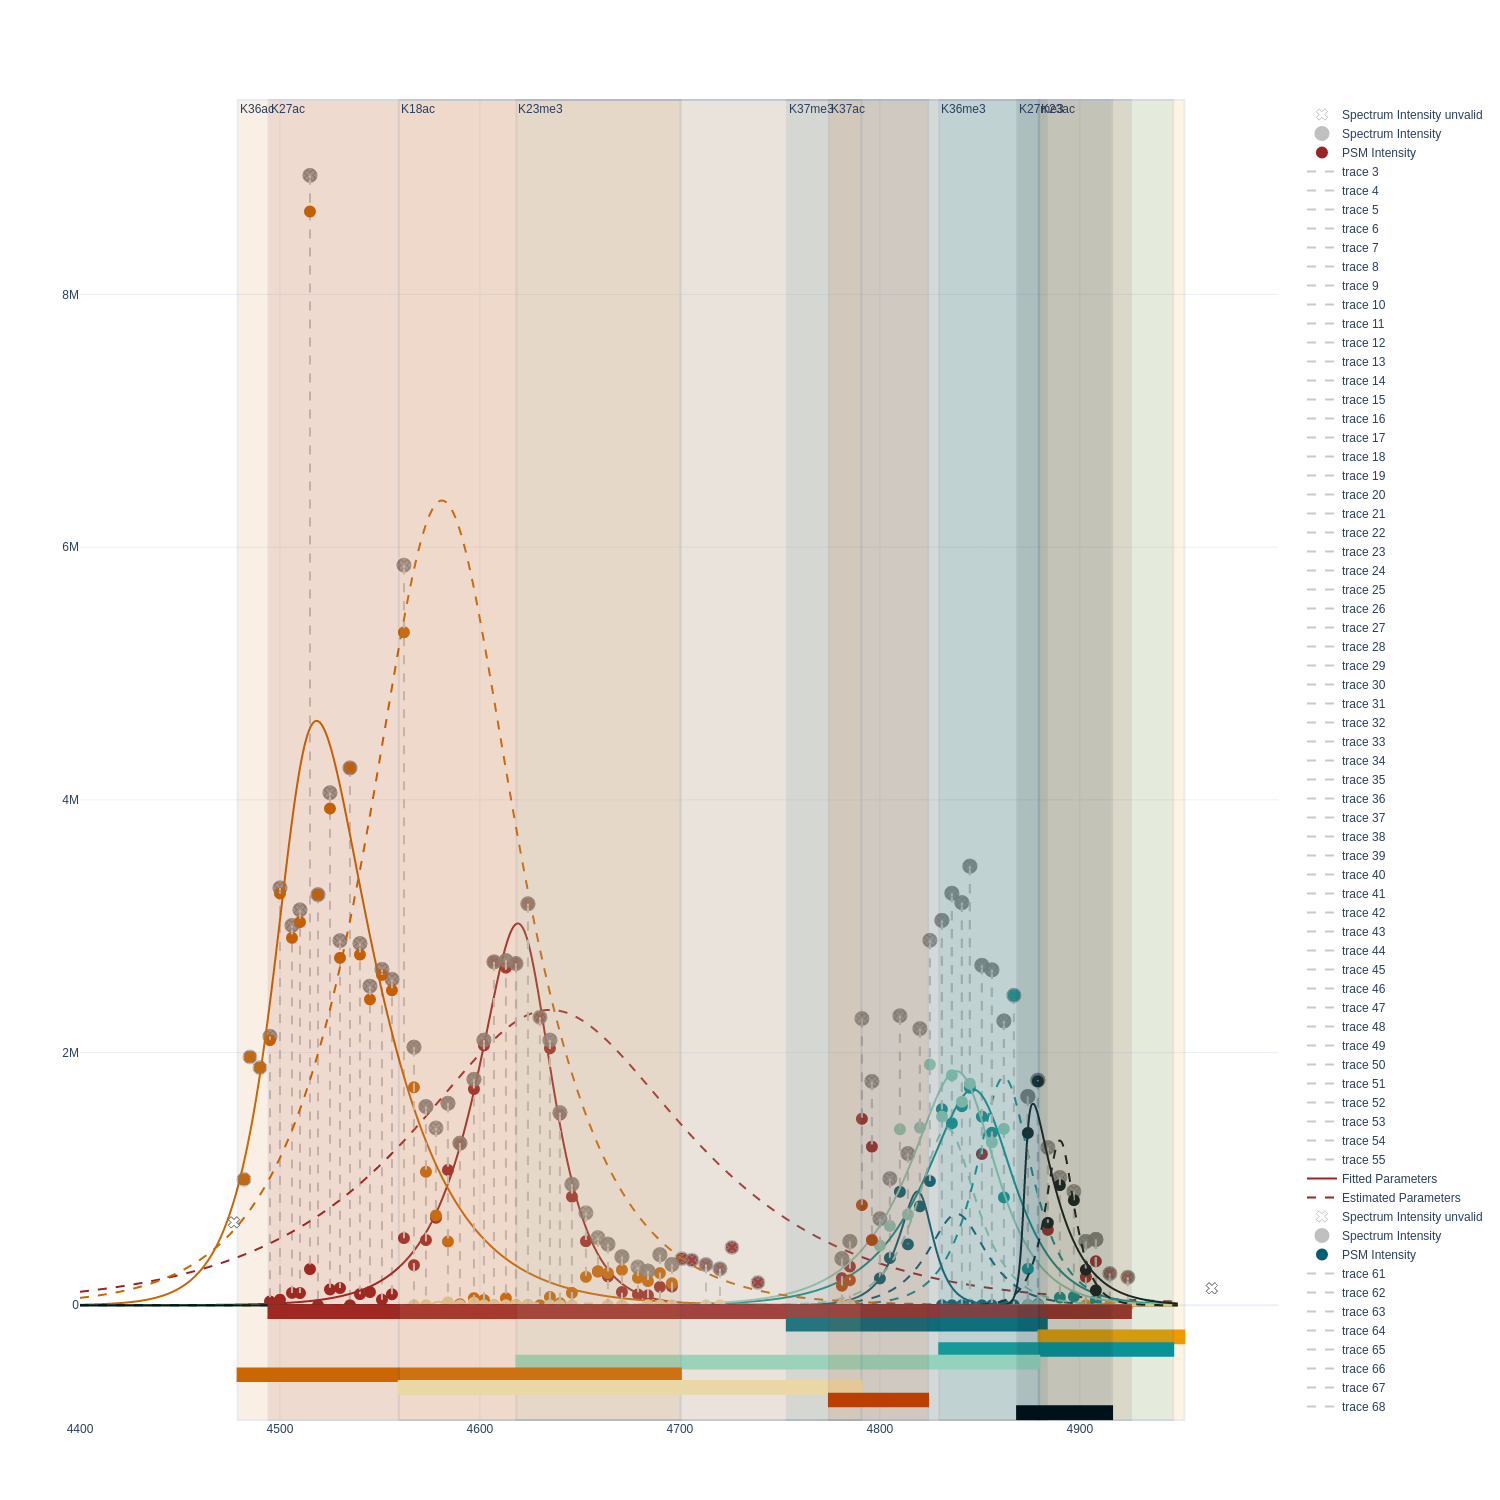 K36ac K27ac K18ac K23me3 K37me3 K37ac K36me3 K27me3 K23ac
8M
6M
4M
2M
0
4400 4500 4600 4700 4800 4900
Spectrum Intensity unvalid
Spectrum Intensity
PSM Intensity
trace 3
trace 4
trace 5
trace 6
trace 7
trace 8
trace 9
trace 10
trace 11
trace 12
trace 13
trace 14
trace 15
trace 16
trace 17
trace 18
trace 19
trace 20
trace 21
trace 22
trace 23
trace 24
trace 25
trace 26
trace 27
trace 28
trace 29
trace 30
trace 31
trace 32
trace 33
trace 34
trace 35
trace 36
trace 37
trace 38
trace 39
trace 40
trace 41
trace 42
trace 43
trace 44
trace 45
trace 46
trace 47
trace 48
trace 49
trace 50
trace 51
trace 52
trace 53
trace 54
trace 55
Fitted Parameters
Estimated Parameters
Spectrum Intensity unvalid
Spectrum Intensity
PSM Intensity
trace 61
trace 62
trace 63
trace 64
trace 65
trace 66
trace 67
trace 68